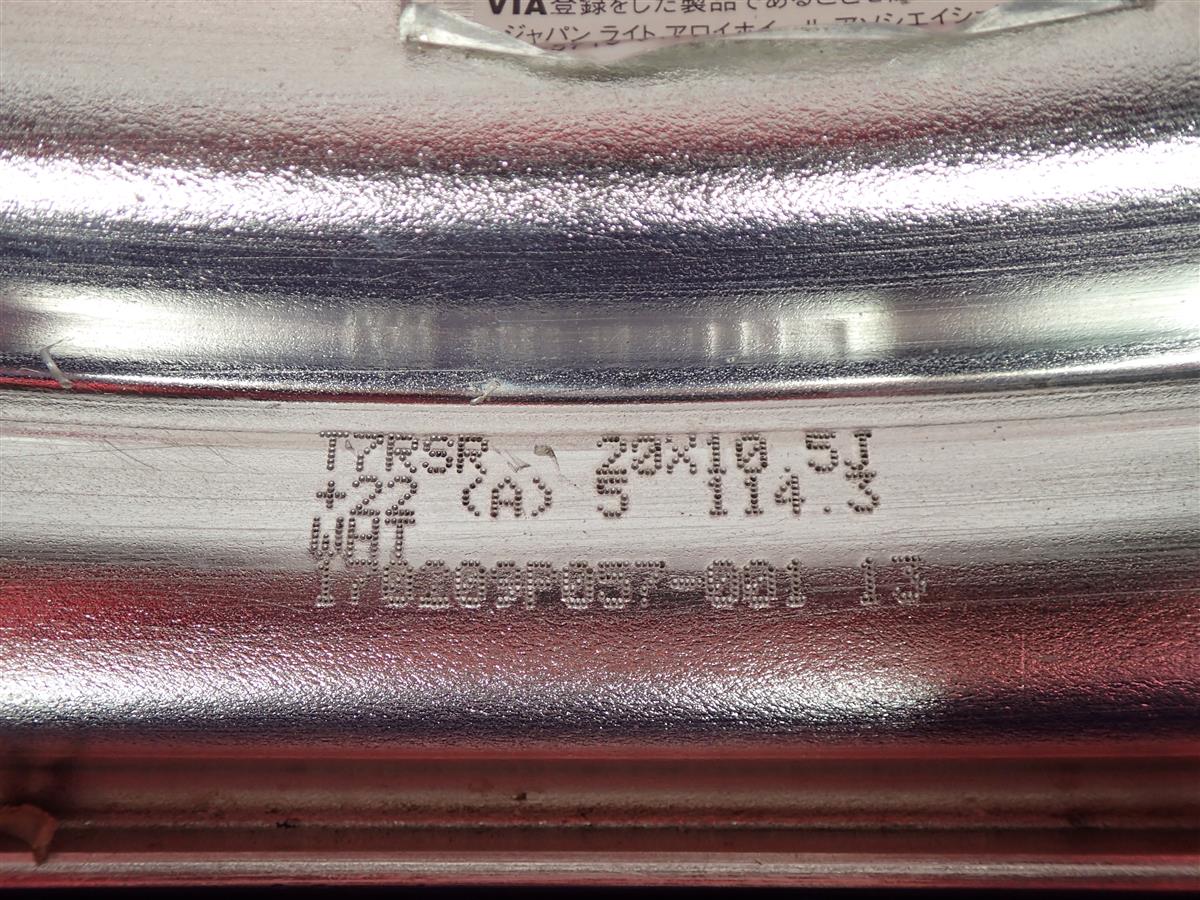 VIA登録をした製品であることを
ジャパン ライト アロイホイール アソシエイシ
TYRSR 20X10.5J
+22 (A) 5 114.3
WHT
170209P057-001 13